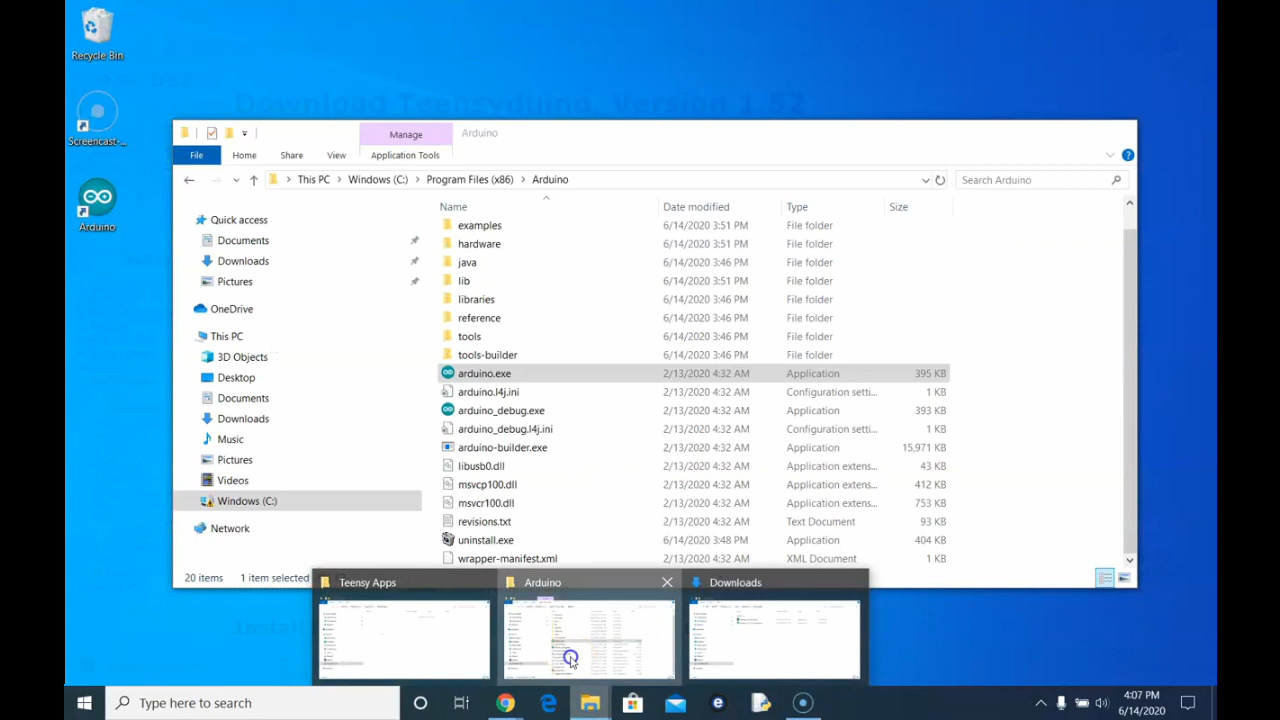 Recycle Bin
Download Teensyduino, Version 1.52
Screencast-...
Arduino
Manage
Arduino
File
Home
Share
View
Application Tools
This PC
Windows (C:)
Program Files (x86)
Arduino
Search Arduino
Name
Date modified
Type
Size
Quick access
Documents
Downloads
Pictures
OneDrive
This PC
3D Objects
Desktop
Documents
Downloads
Music
Pictures
Videos
Windows (C:)
Network
examples 6/14/2020 3:51 PM File folder
hardware 6/14/2020 3:51 PM File folder
java 6/14/2020 3:46 PM File folder
lib 6/14/2020 3:51 PM File folder
libraries 6/14/2020 3:46 PM File folder
reference 6/14/2020 3:46 PM File folder
tools 6/14/2020 3:46 PM File folder
tools-builder 6/14/2020 3:46 PM File folder
arduino.exe 2/13/2020 4:32 AM Application 395 KB
arduino.l4j.ini 2/13/2020 4:32 AM Configuration setti... 1 KB
arduino_debug.exe 2/13/2020 4:32 AM Application 393 KB
arduino_debug.l4j.ini 2/13/2020 4:32 AM Configuration setti... 1 KB
arduino-builder.exe 2/13/2020 4:32 AM Application 15,971 KB
libusb0.dll 2/13/2020 4:32 AM Application extens... 43 KB
msvcp100.dll 2/13/2020 4:32 AM Application extens... 412 KB
msvcr100.dll 2/13/2020 4:32 AM Application extens... 753 KB
revisions.txt 2/13/2020 4:32 AM Text Document 93 KB
uninstall.exe 6/14/2020 3:48 PM Application 404 KB
wrapper-manifest.xml 2/13/2020 4:32 AM XML Document 1 KB
20 items 1 item selected
Teensy Apps
Arduino
Downloads
Type here to search
4:07 PM
6/14/2020